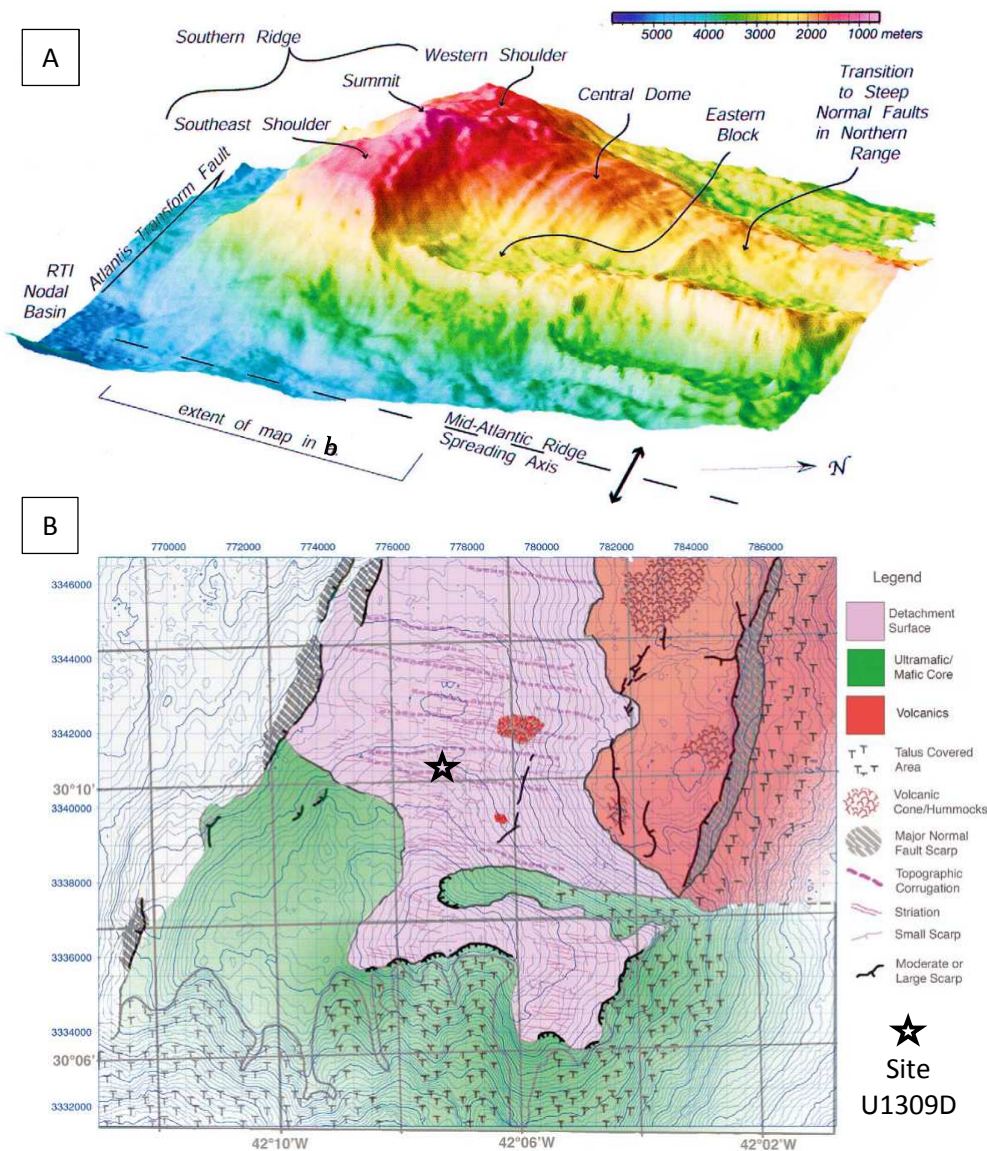 A
5000 4000 3000 2000 1000 meters
Southern Ridge
Western Shoulder
Summit
Southeast Shoulder
Central Dome
Eastern
Block
Transition
to Steep
Normal Faults
in Northern
Range
Atlantis Transform Fault
RTI
Nodal
Basin
extent of map in b
Mid-Atlantic Ridge
Spreading Axis
N
B
770000 772000 774000 776000 778000 780000 782000 784000 786000
3346000
3344000
3342000
30°10'
3340000
3338000
3336000
3334000
30°06'
3332000
42°10'W 42°06'W 42°02'W
Legend
Detachment
Surface
Ultramafic/
Mafic Core
Volcanics
Talus Covered
Area
Volcanic
Cone/Hummocks
Major Normal
Fault Scarp
Topographic
Corrugation
Striation
Small Scarp
Moderate or
Large Scarp
Site
U1309D